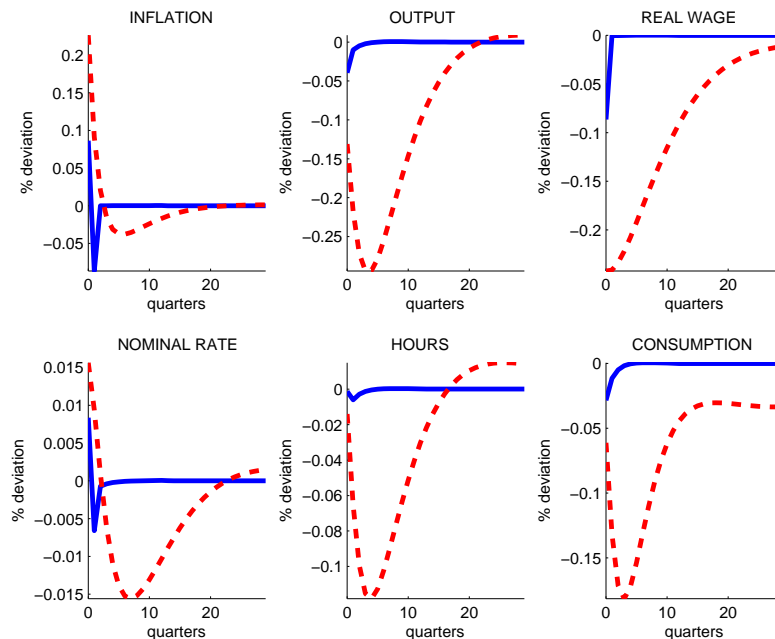 INFLATION
0.2
0.15
0.1
0.05
0
−0.05
% deviation
0
10
20
quarters
OUTPUT
0
−0.05
−0.1
−0.15
−0.2
−0.25
% deviation
0
10
20
quarters
REAL WAGE
0
−0.05
−0.1
−0.15
−0.2
% deviation
0
10
20
quarters
NOMINAL RATE
0.015
0.01
0.005
0
−0.005
−0.01
−0.015
% deviation
0
10
20
quarters
HOURS
0
−0.02
−0.04
−0.06
−0.08
−0.1
% deviation
0
10
20
quarters
CONSUMPTION
0
−0.05
−0.1
−0.15
% deviation
0
10
20
quarters